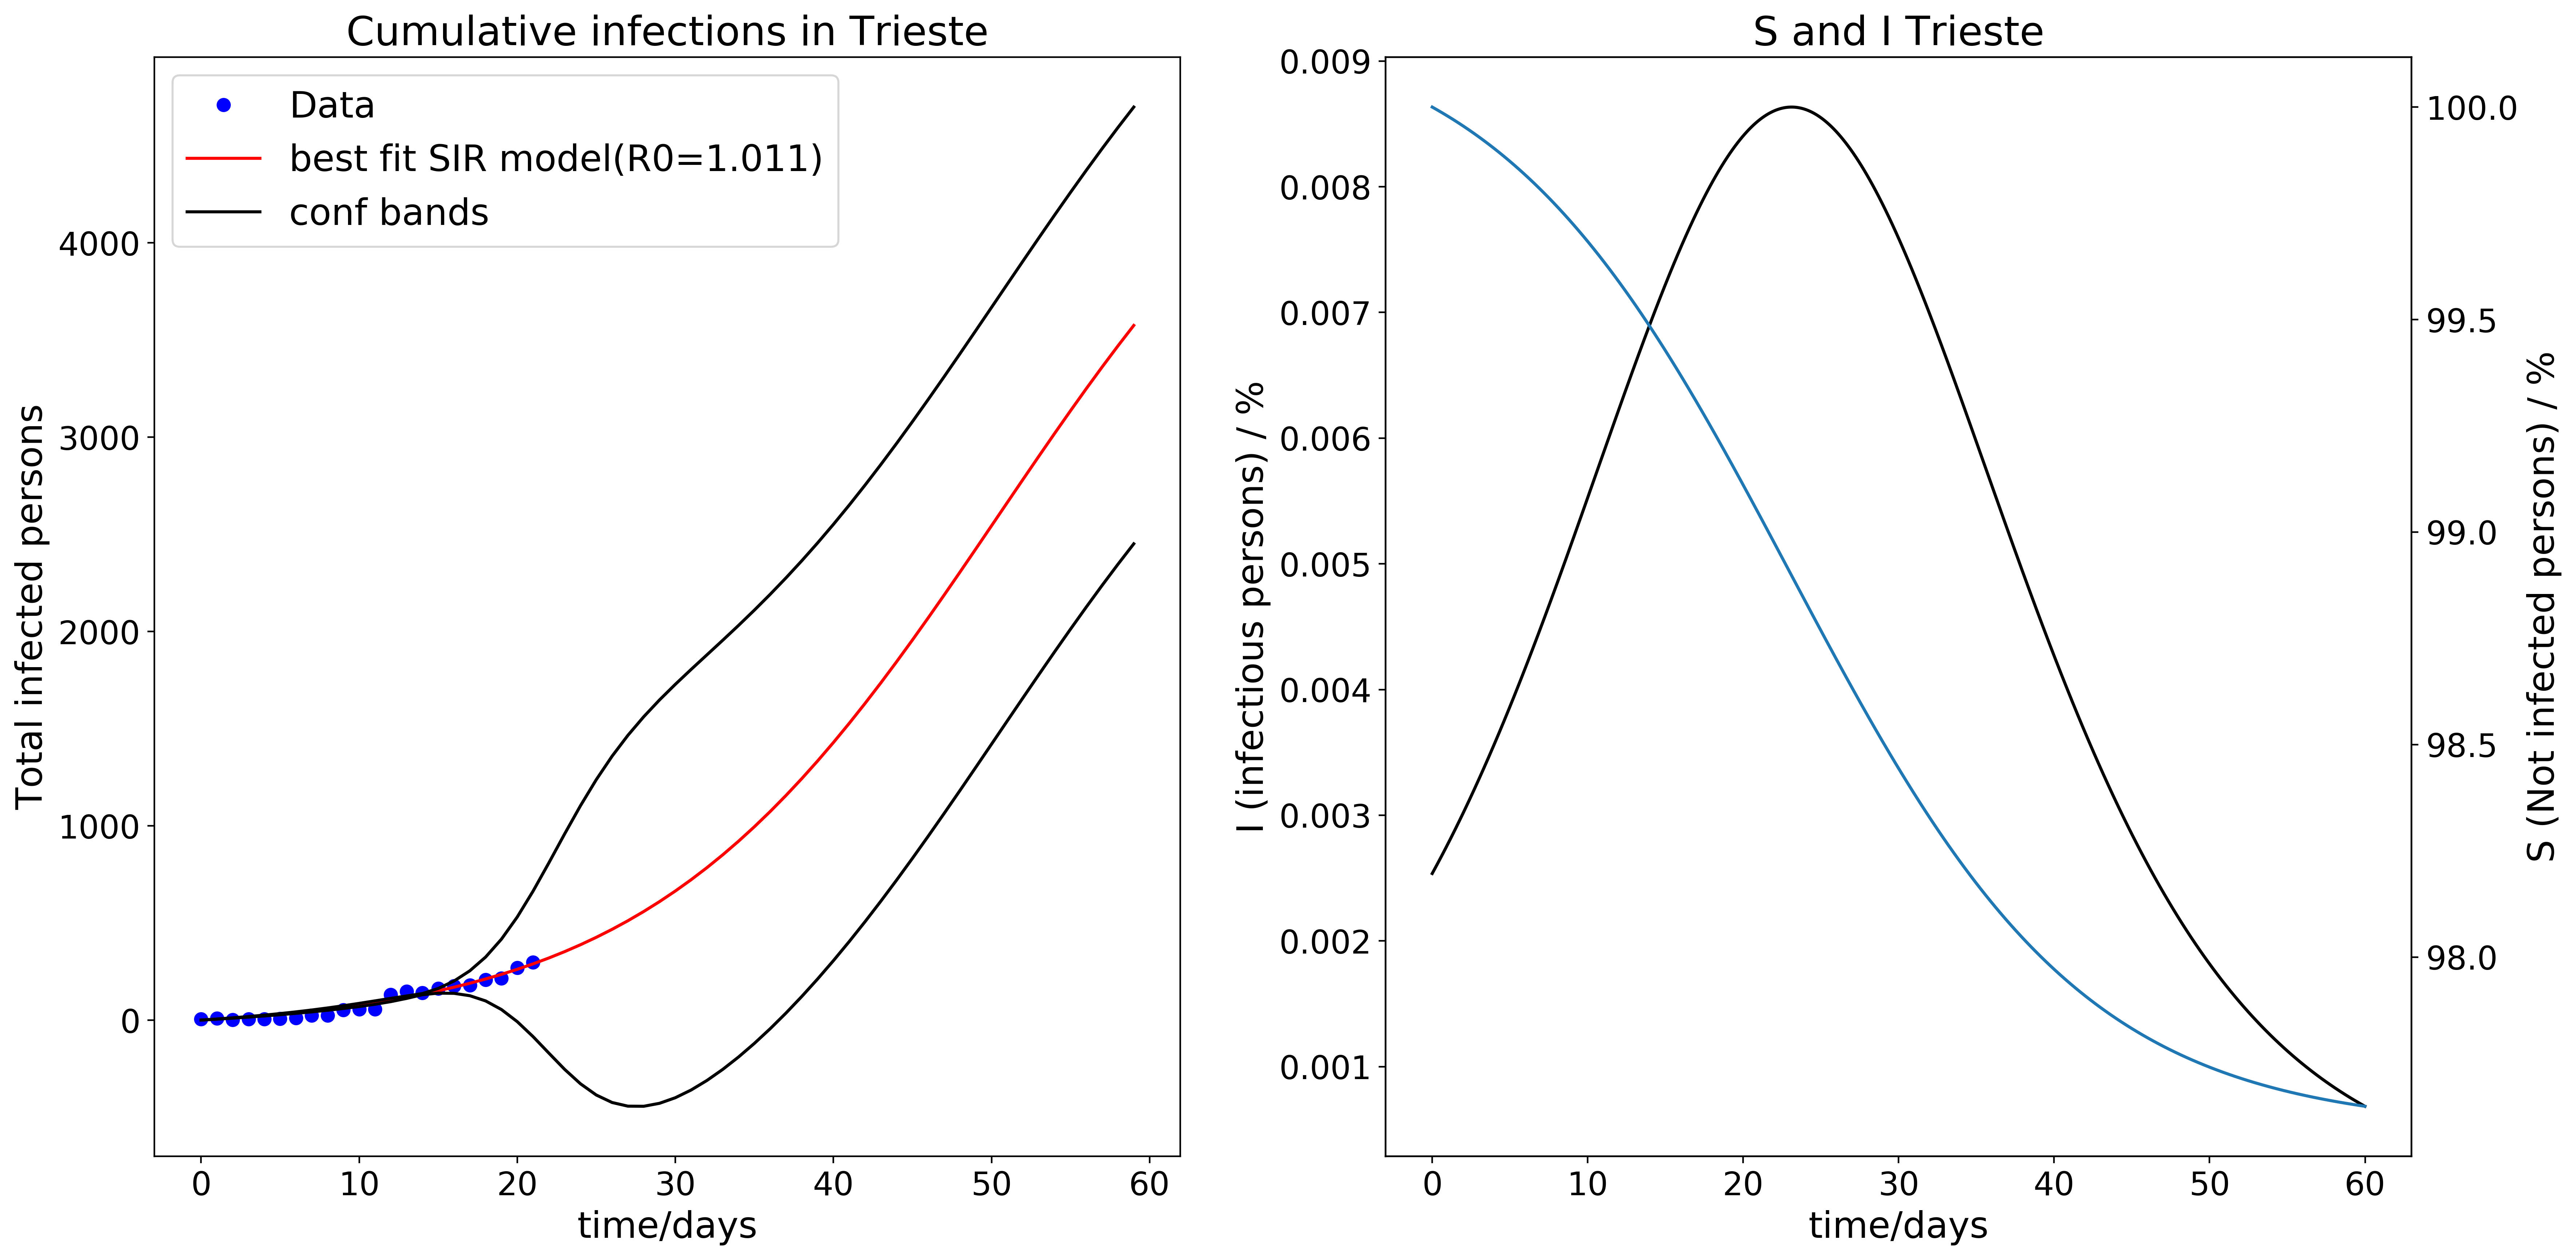 Cumulative infections in Trieste
Data
best fit SIR model(R0=1.011)
conf bands
Total infected persons
4000
3000
2000
1000
0
0 10 20 30 40 50 60
time/days
S and I Trieste
I (infectious persons) / %
0.009
0.008
0.007
0.006
0.005
0.004
0.003
0.002
0.001
100.0
99.5
99.0
98.5
98.0
S (Not infected persons) / %
0 10 20 30 40 50 60
time/days